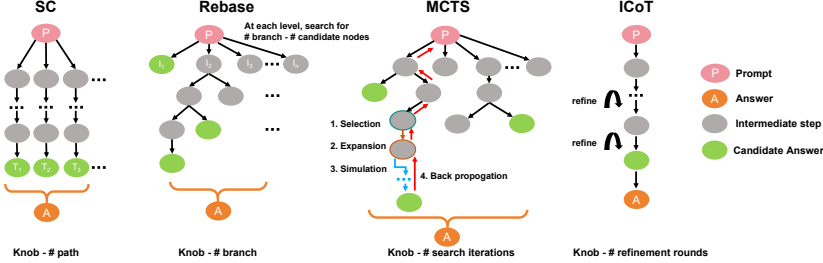 SC
Rebase
MCTS
ICoT
At each level, search for
# branch - # candidate nodes
P
P
P
P
I₁
I₂
I₃
Iₙ
...
...
...
...
...
...
...
...
...
...
...
T₁
T₂
T₃
...
1. Selection
2. Expansion
3. Simulation
4. Back propogation
refine
refine
A
A
A
A
P Prompt
A Answer
Intermediate step
Candidate Answer
Knob - # path
Knob - # branch
Knob - # search iterations
Knob - # refinement rounds